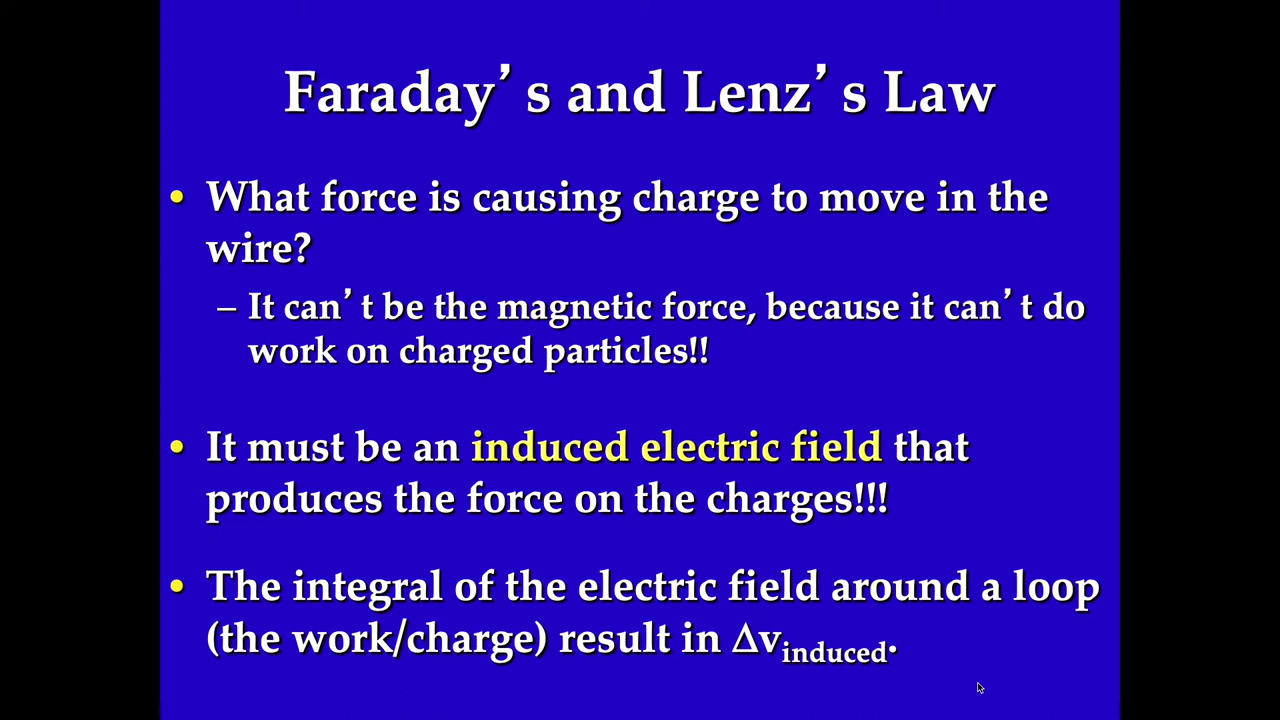 Faraday’s and Lenz’s Law
• What force is causing charge to move in the
wire?
– It can’t be the magnetic force, because it can’t do
work on charged particles!!
• It must be an induced electric field that
produces the force on the charges!!!
• The integral of the electric field around a loop
(the work/charge) result in Δvinduced.